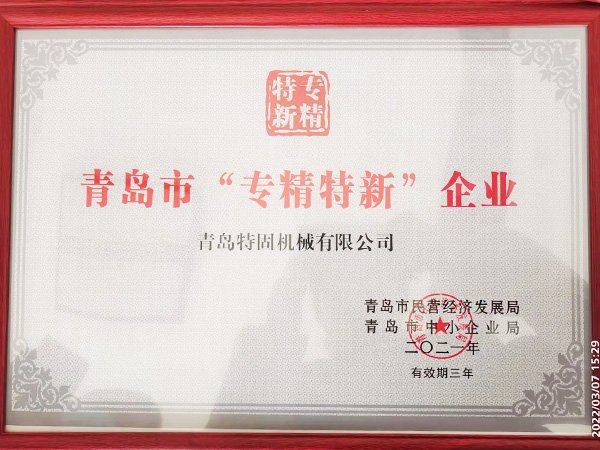 专精
特新
青岛市“专精特新”企业
青岛特固机械有限公司
青岛市民营经济发展局
青岛市中小企业局
二〇二一年
有效期三年
2022/03/07 15:29